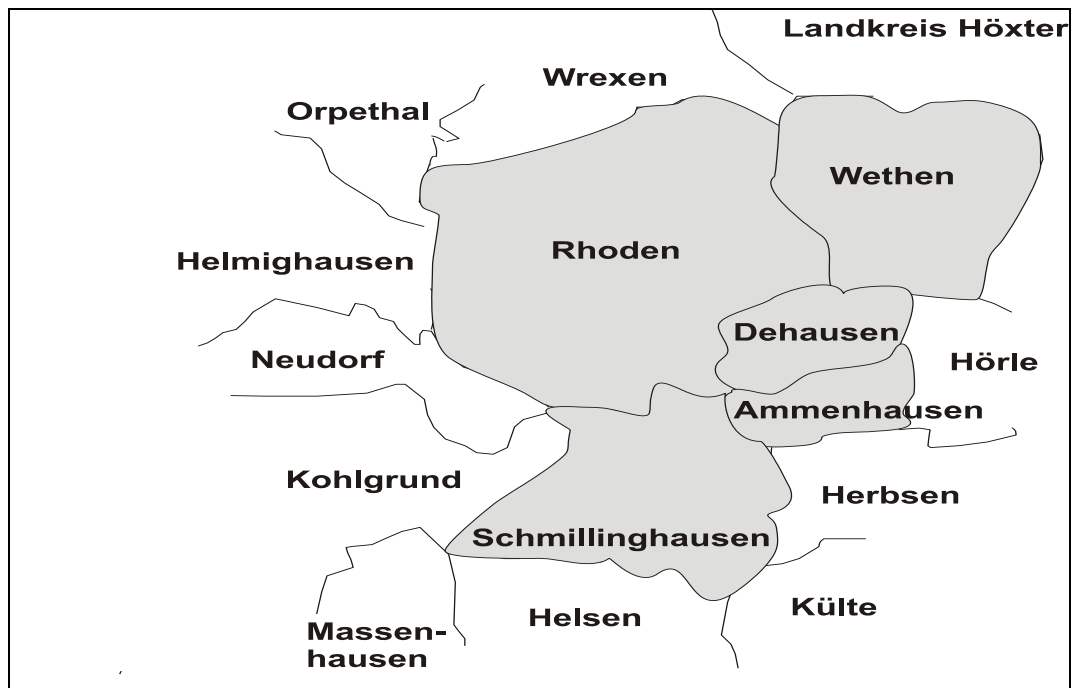 Landkreis Höxter
Wrexen
Orpethal
Wethen
Rhoden
Helmighausen
Dehausen
Neudorf
Hörle
Ammenhausen
Kohlgrund
Herbsen
Schmillinghausen
Külte
Helsen
Massen-
hausen